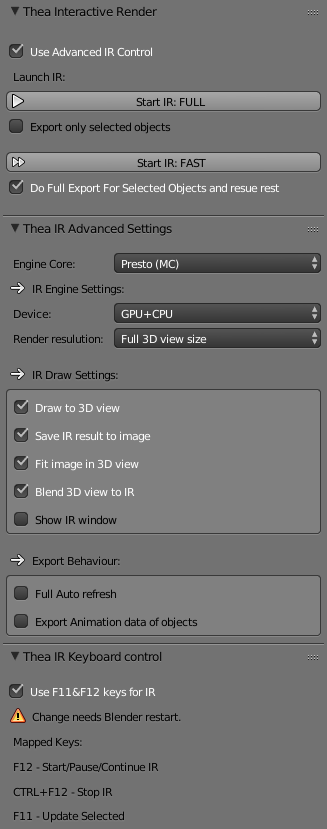 Thea Interactive Render
Use Advanced IR Control
Launch IR:
Start IR: FULL
Export only selected objects
Start IR: FAST
Do Full Export For Selected Objects and resue rest
Thea IR Advanced Settings
Engine Core: Presto (MC)
IR Engine Settings:
Device: GPU+CPU
Render resulution: Full 3D view size
IR Draw Settings:
Draw to 3D view
Save IR result to image
Fit image in 3D view
Blend 3D view to IR
Show IR window
Export Behaviour:
Full Auto refresh
Export Animation data of objects
Thea IR Keyboard control
Use F11&F12 keys for IR
Change needs Blender restart.
Mapped Keys:
F12 - Start/Pause/Continue IR
CTRL+F12 - Stop IR
F11 - Update Selected